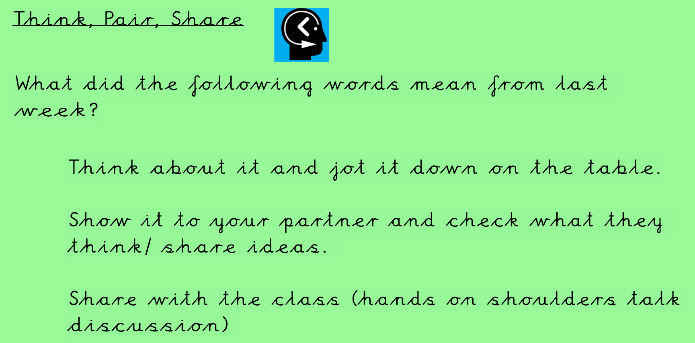 Think, Pair, Share
What did the following words mean from last
week?
Think about it and jot it down on the table.
Show it to your partner and check what they
think/ share ideas.
Share with the class (hands on shoulders talk
discussion)